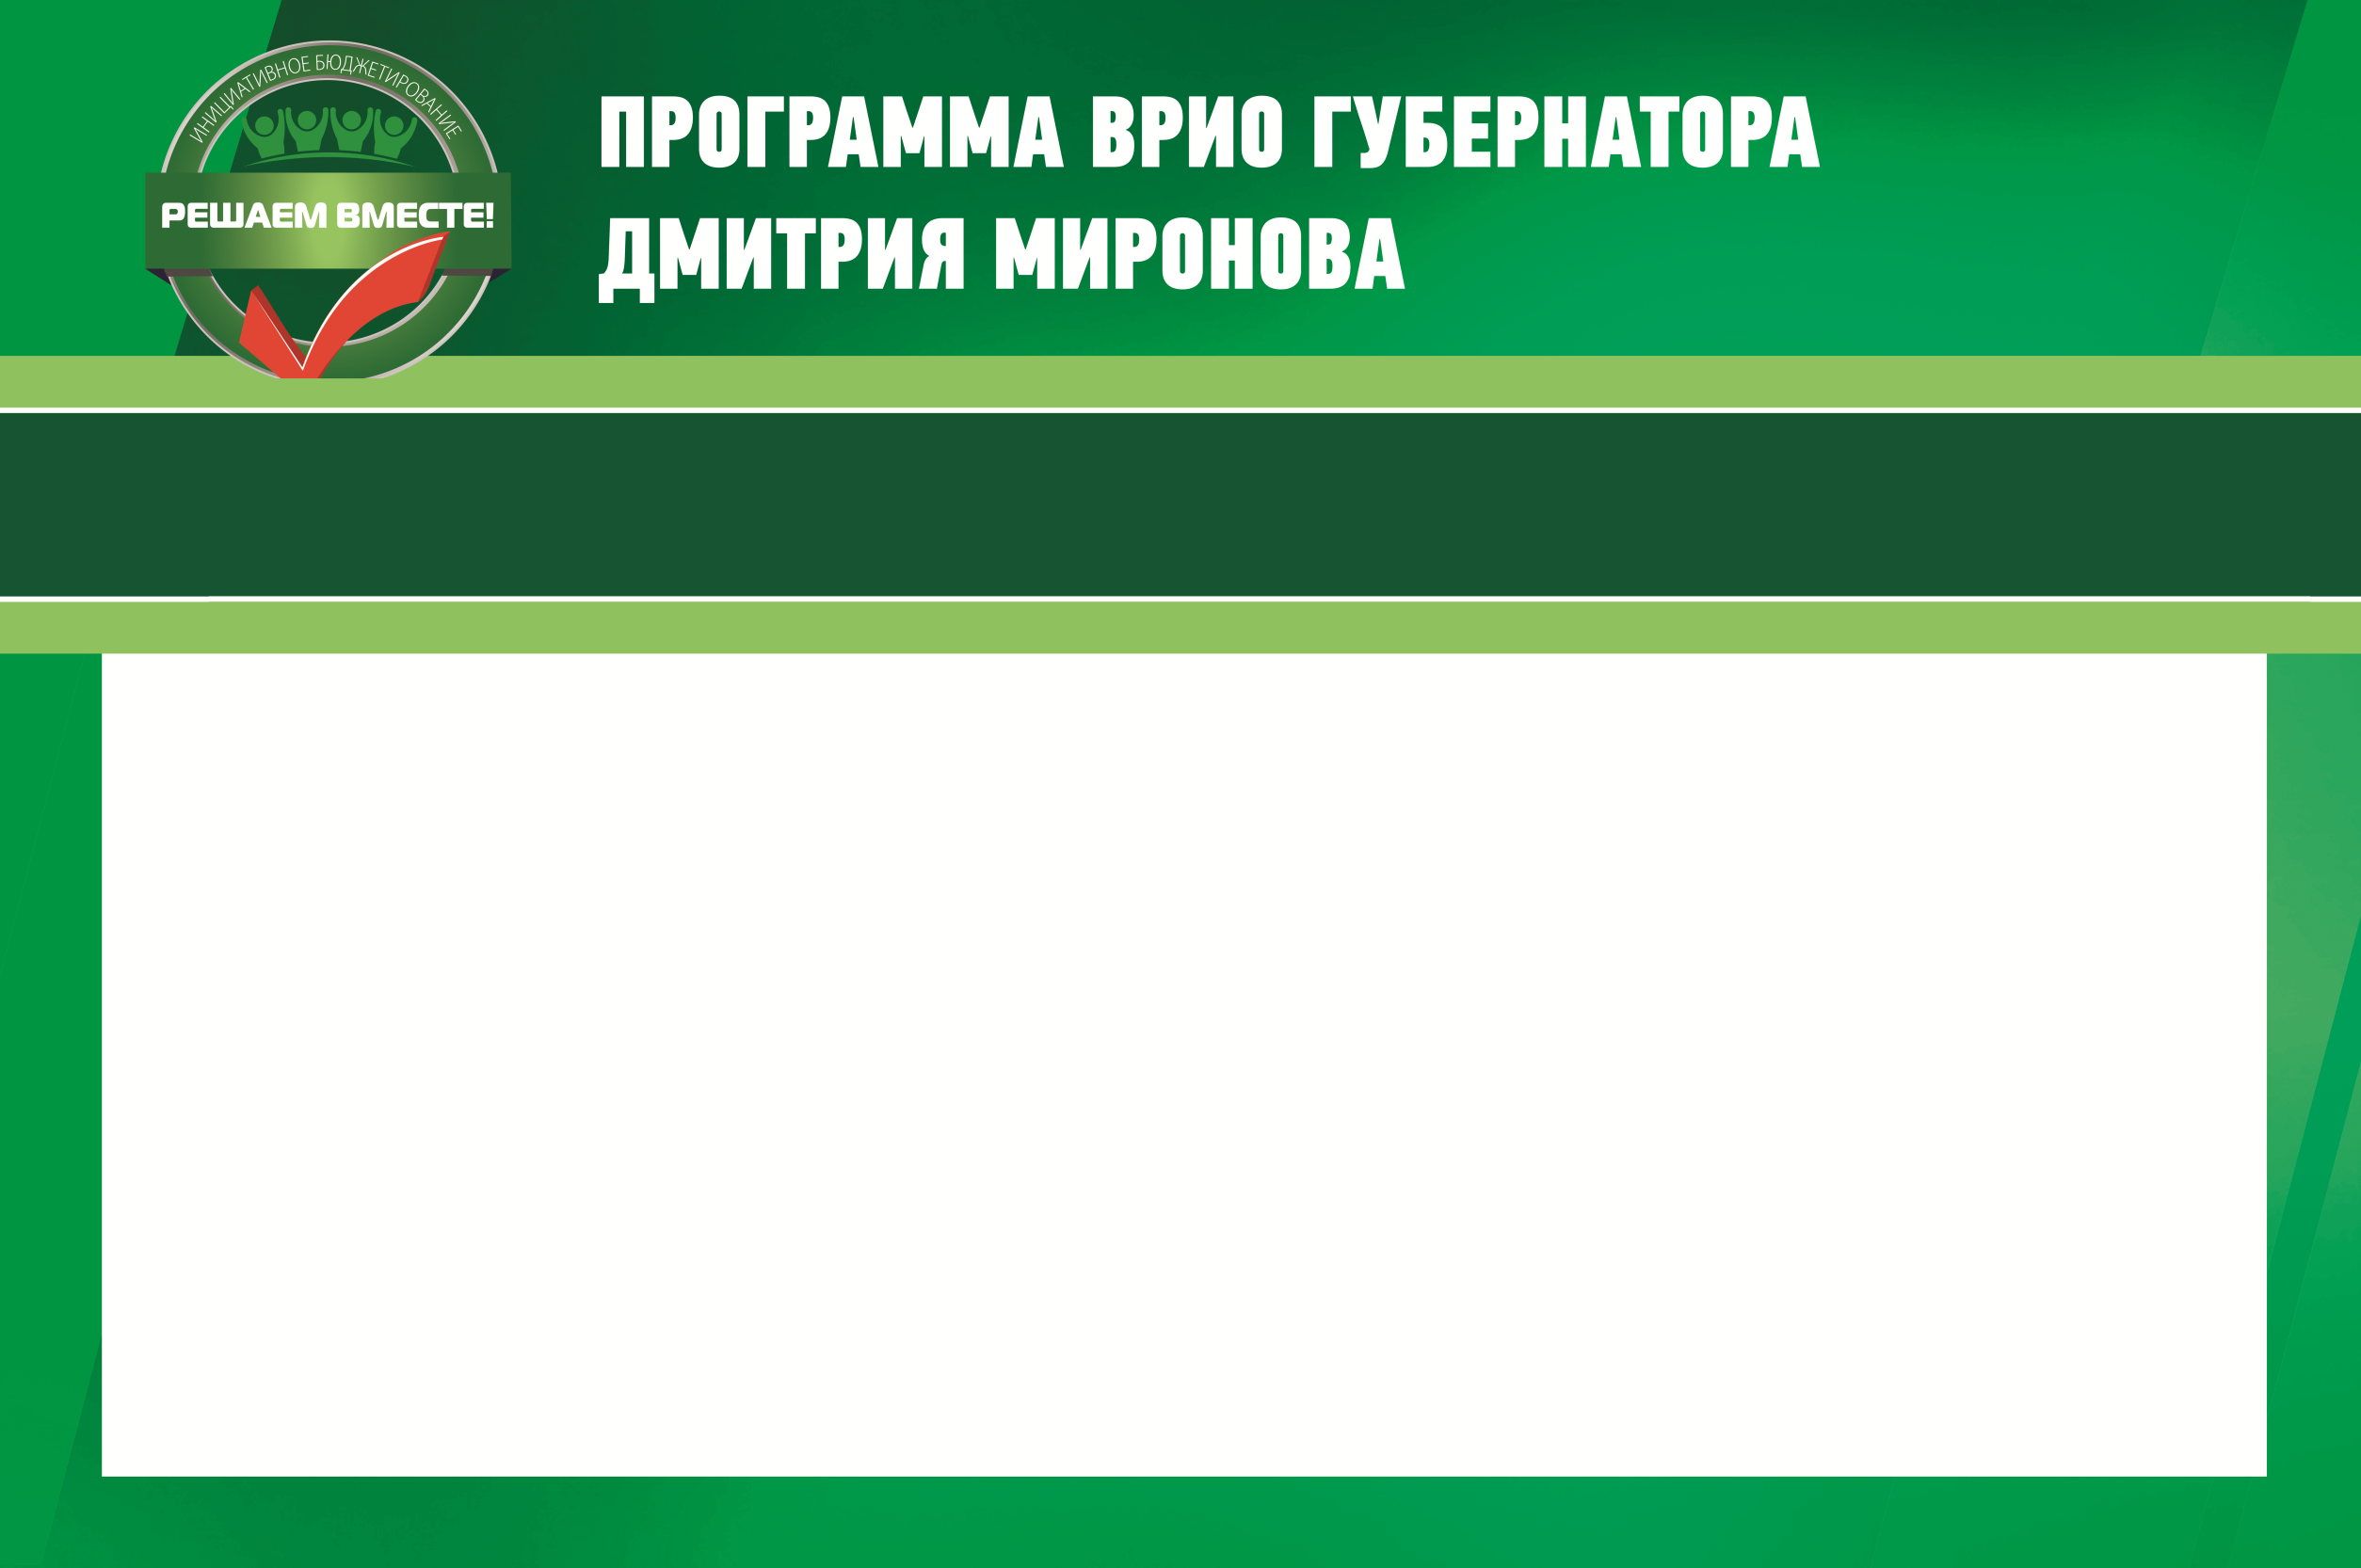 ИНИЦИАТИВНОЕ БЮДЖЕТИРОВАНИЕ
РЕШАЕМ ВМЕСТЕ!
ПРОГРАММА ВРИО ГУБЕРНАТОРА
ДМИТРИЯ МИРОНОВА